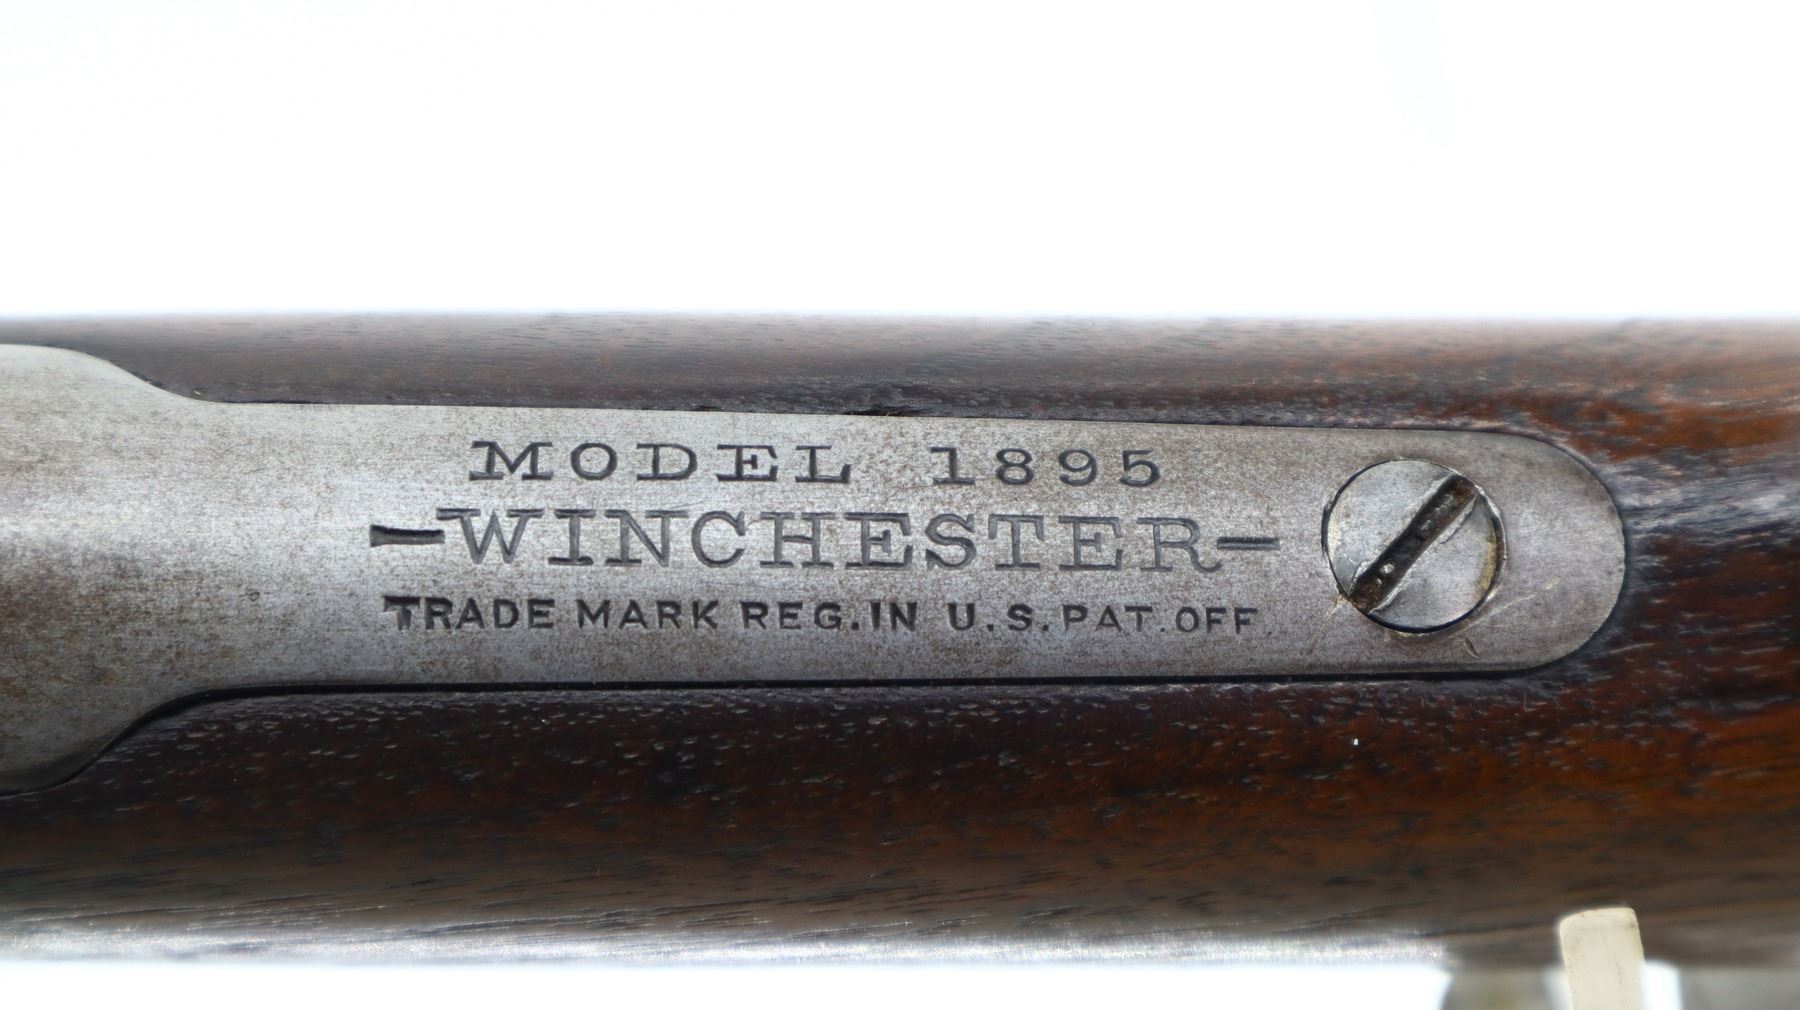 MODEL 1895
-WINCHESTER-
TRADE MARK REG. IN U.S. PAT. OFF